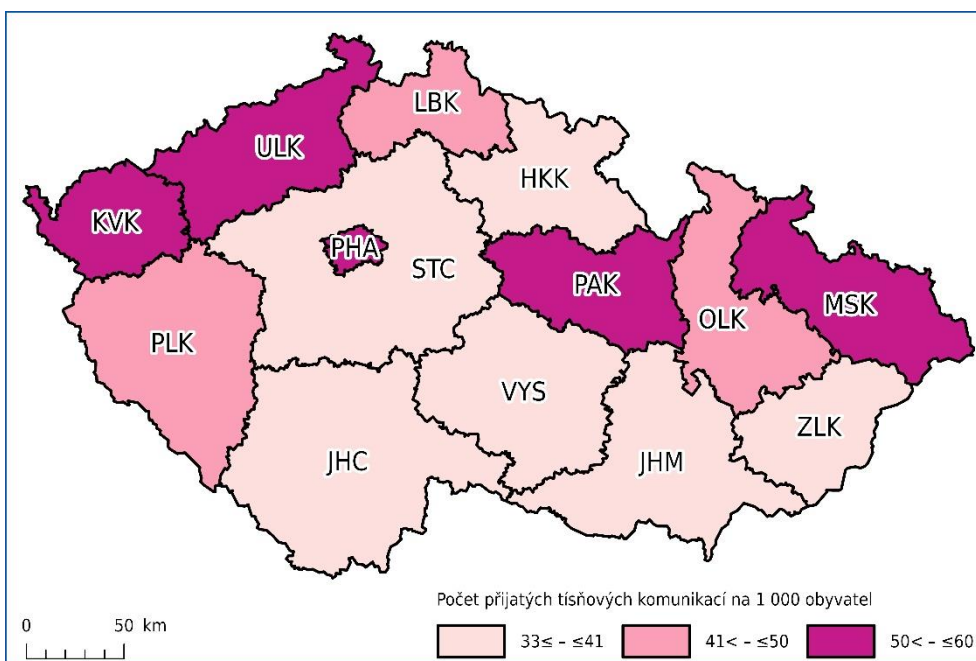 LBK
ULK
HKK
KVK
PHA
STC
PAK
MSK
OLK
PLK
VYS
ZLK
JHC
JHM
Počet přijatých tísňových komunikací na 1 000 obyvatel
0 50 km
33≤ – ≤41 41< – ≤50 50< – ≤60